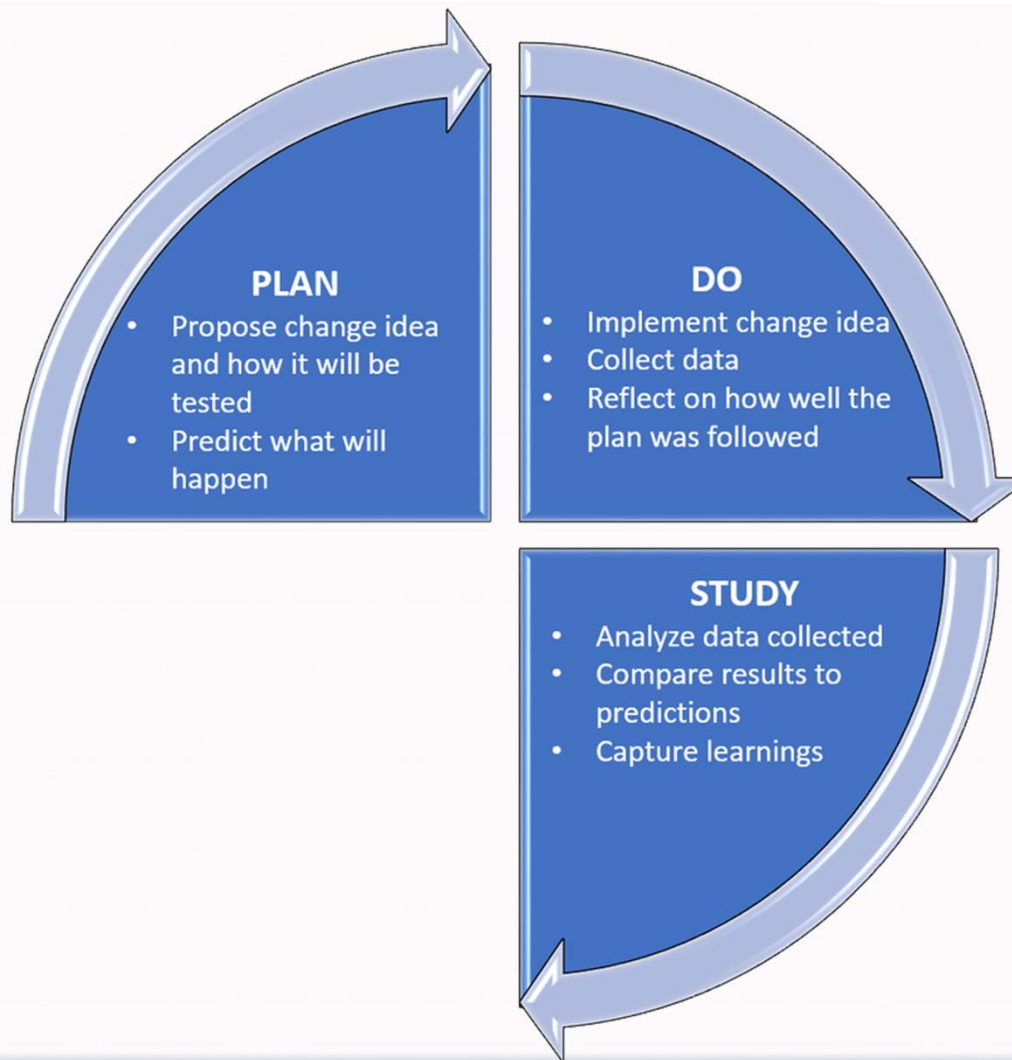 PLAN
• Propose change idea
and how it will be
tested
• Predict what will
happen
DO
• Implement change idea
• Collect data
• Reflect on how well the
plan was followed
STUDY
• Analyze data collected
• Compare results to
predictions
• Capture learnings